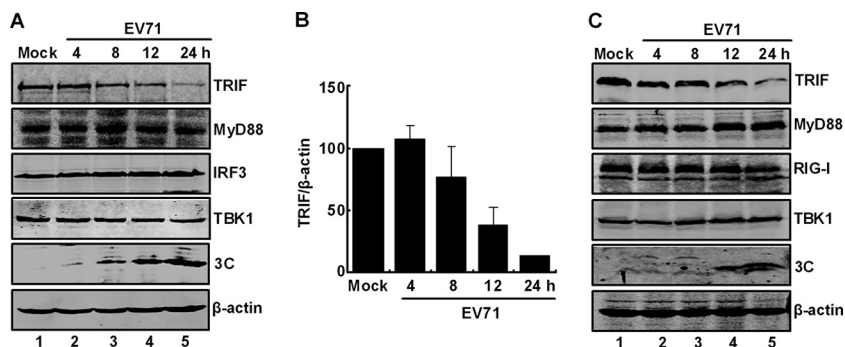 A
EV71
Mock 4 8 12 24 h
TRIF
MyD88
IRF3
TBK1
3C
β-actin
1 2 3 4 5
B
150
100
50
0
TRIF/β-actin
Mock 4 8 12 24 h
EV71
C
EV71
Mock 4 8 12 24 h
TRIF
MyD88
RIG-I
TBK1
3C
β-actin
1 2 3 4 5